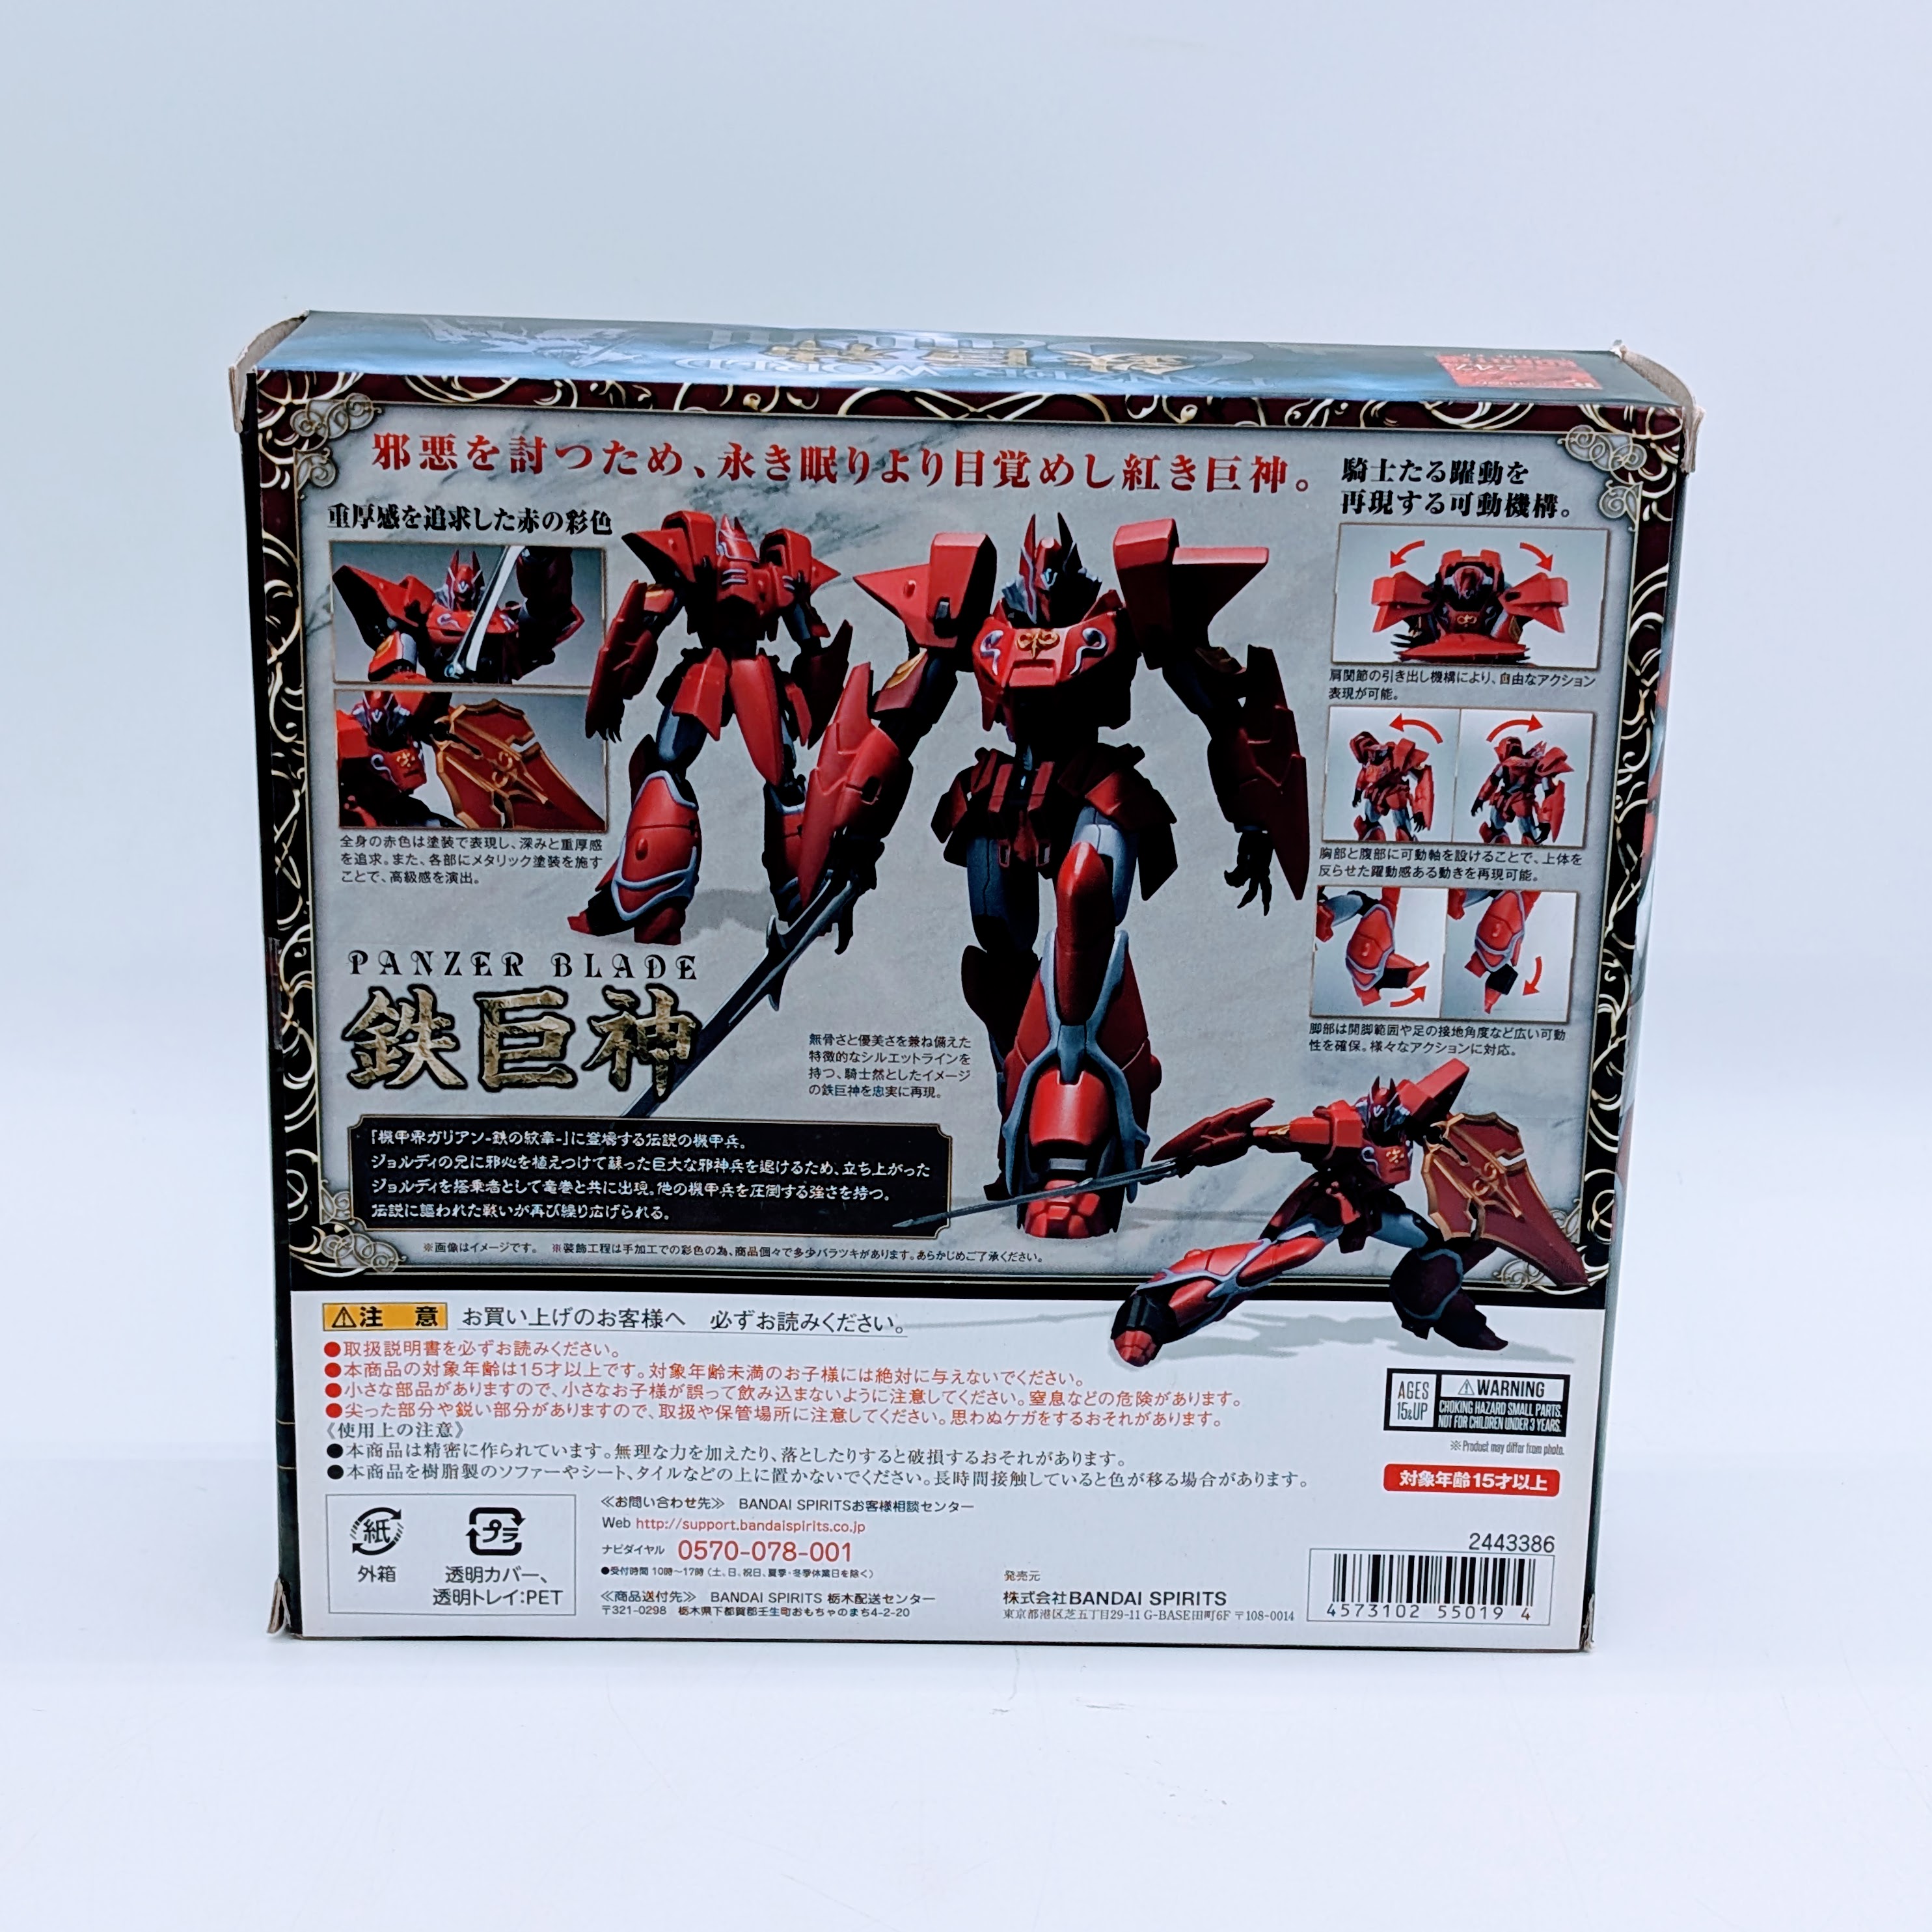 PANZER WORLD
鉄巨神
247
邪悪を討つため、永き眠りより目覚めし紅き巨神。
重厚感を追求した赤の彩色
全身の赤色は塗装で表現し、深みと重厚感
を追求。また、各部にメタリック塗装を施す
ことで、高級感を演出。
騎士たる躍動を
再現する可動機構。
肩関節の引き出し機構により、自由なアクション
表現が可能。
胸部と腹部に可動軸を設けることで、上体を
反らせた躍動感ある動きを再現可能。
脚部は開脚範囲や足の接地角度など広い可動
性を確保。様々なアクションに対応。
PANZER BLADE
鉄巨神
無骨さと優美さを兼ね備えた
特徴的なシルエットラインを
持つ、騎士然としたイメージ
の鉄巨神を忠実に再現。
「機甲界ガリアン-鉄の紋章-」に登場する伝説の機甲兵。
ジョルディの兄に邪心を植えつけて蘇った巨大な邪神兵を退けるため、立ち上がった
ジョルディを搭乗者として竜巻と共に出現。他の機甲兵を圧倒する強さを持つ。
伝説に謳われた戦いが再び繰り広げられる。
※画像はイメージです。 ※装飾工程は手加工での彩色の為、商品個々で多少バラツキがあります。あらかじめご了承ください。
⚠注 意 お買い上げのお客様へ 必ずお読みください。
●取扱説明書を必ずお読みください。
●本商品の対象年齢は15才以上です。対象年齢未満のお子様には絶対に与えないでください。
●小さな部品がありますので、小さなお子様が誤って飲み込まないように注意してください。窒息などの危険があります。
●尖った部分や鋭い部分がありますので、取扱や保管場所に注意してください。思わぬケガをするおそれがあります。
《使用上の注意》
●本商品は精密に作られています。無理な力を加えたり、落としたりすると破損するおそれがあります。
●本商品を樹脂製のソファーやシート、タイルなどの上に置かないでください。長時間接触していると色が移る場合があります。
AGES
15&UP
⚠WARNING
CHOKING HAZARD SMALL PARTS.
NOT FOR CHILDREN UNDER 3 YEARS.
※Product may differ from photo.
対象年齢15才以上
紙
外箱
プラ
透明カバー、
透明トレイ:PET
≪お問い合わせ先≫ BANDAI SPIRITSお客様相談センター
Web http://support.bandaispirits.co.jp
ナビダイヤル 0570-078-001
●受付時間 10時〜17時(土、日、祝日、夏季・冬季休業日を除く)
≪商品送付先≫ BANDAI SPIRITS 栃木配送センター
〒321-0298 栃木県下都賀郡壬生町おもちゃのまち4-2-20
発売元
株式会社BANDAI SPIRITS
東京都港区芝五丁目29-11 G-BASE田町6F 〒108-0014
2443386
4573102 55019 4